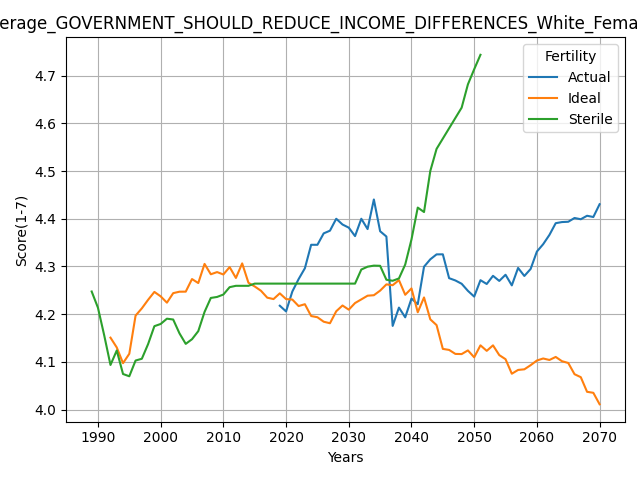 erage_GOVERNMENT_SHOULD_REDUCE_INCOME_DIFFERENCES_White_Fema
Fertility
Actual
Ideal
Sterile
Score(1-7)
4.7
4.6
4.5
4.4
4.3
4.2
4.1
4.0
1990 2000 2010 2020 2030 2040 2050 2060 2070
Years